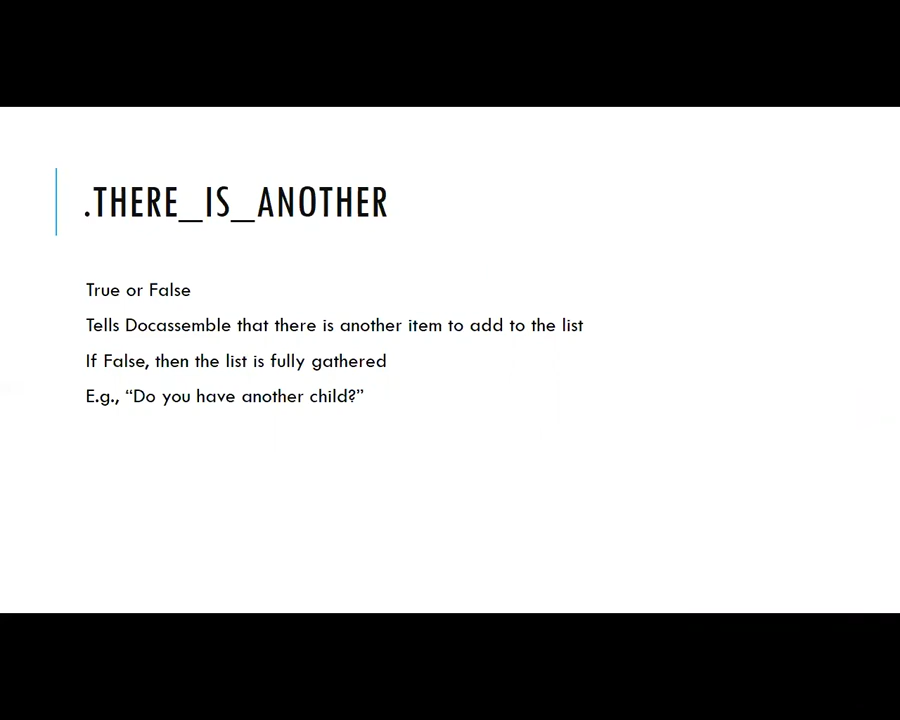 .THERE_IS_ANOTHER
True or False
Tells Docassemble that there is another item to add to the list
If False, then the list is fully gathered
E.g., “Do you have another child?”